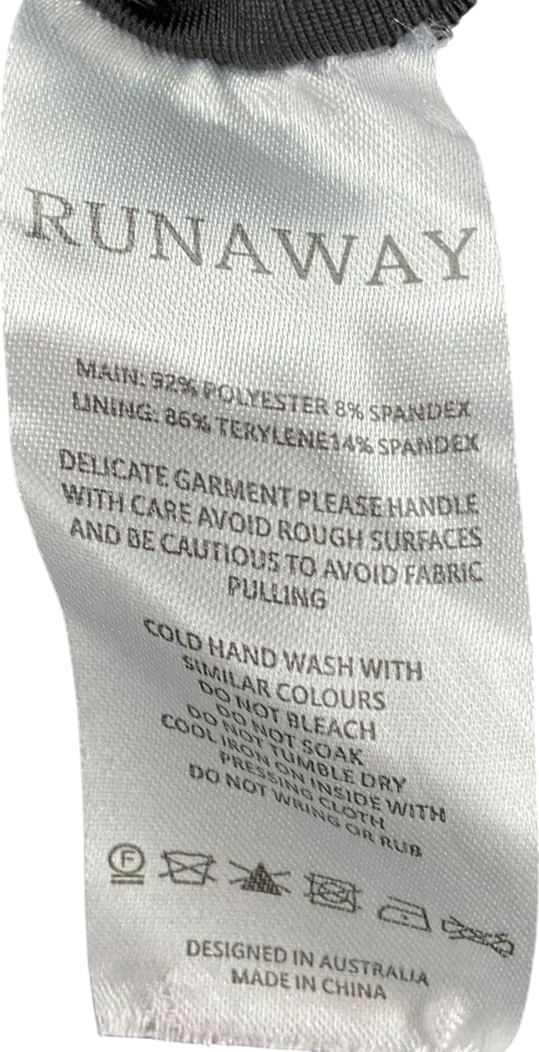 RUNAWAY
MAIN: 92% POLYESTER 8% SPANDEX
LINING: 86% TERYLENE14% SPANDEX
DELICATE GARMENT PLEASE HANDLE
WITH CARE AVOID ROUGH SURFACES
AND BE CAUTIOUS TO AVOID FABRIC
PULLING
COLD HAND WASH WITH
SIMILAR COLOURS
DO NOT BLEACH
DO NOT SOAK
DO NOT TUMBLE DRY
COOL IRON ON INSIDE WITH
PRESSING CLOTH
DO NOT WRING OR RUB
F
DESIGNED IN AUSTRALIA
MADE IN CHINA